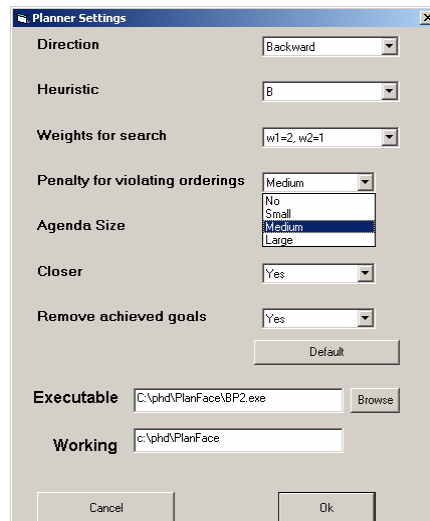 Planner Settings
Direction
Backward
Heuristic
B
Weights for search
w1=2, w2=1
Penalty for violating orderings
Medium
No
Small
Medium
Large
Agenda Size
Closer
Yes
Remove achieved goals
Yes
Default
Executable
C:\phd\PlanFace\BP2.exe
Browse
Working
c:\phd\PlanFace
Cancel
Ok